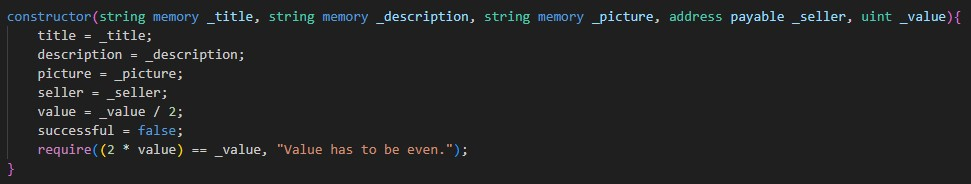 constructor(string memory _title, string memory _description, string memory _picture, address payable _seller, uint _value){
    title = _title;
    description = _description;
    picture = _picture;
    seller = _seller;
    value = _value / 2;
    successful = false;
    require((2 * value) == _value, "Value has to be even.");
}